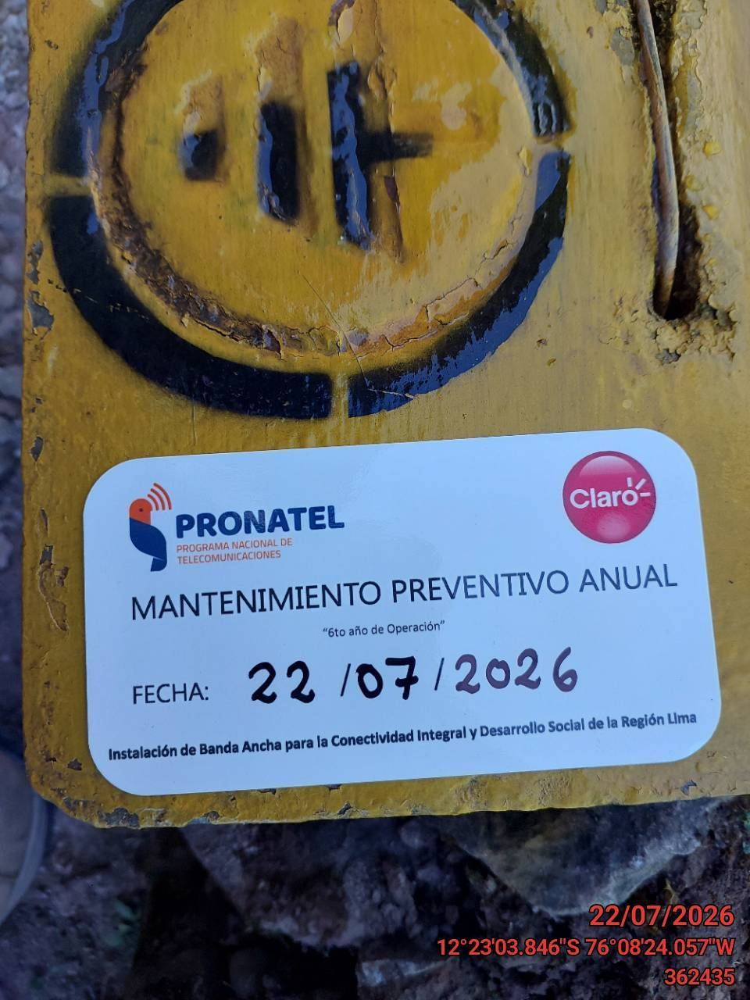 PRONATEL
PROGRAMA NACIONAL DE
TELECOMUNICACIONES
Claro
MANTENIMIENTO PREVENTIVO ANUAL
“6to año de Operación”
FECHA: 22 / 07 / 2026
Instalación de Banda Ancha para la Conectividad Integral y Desarrollo Social de la Región Lima
22/07/2026
12°23'03.846"S 76°08'24.057"W
362435